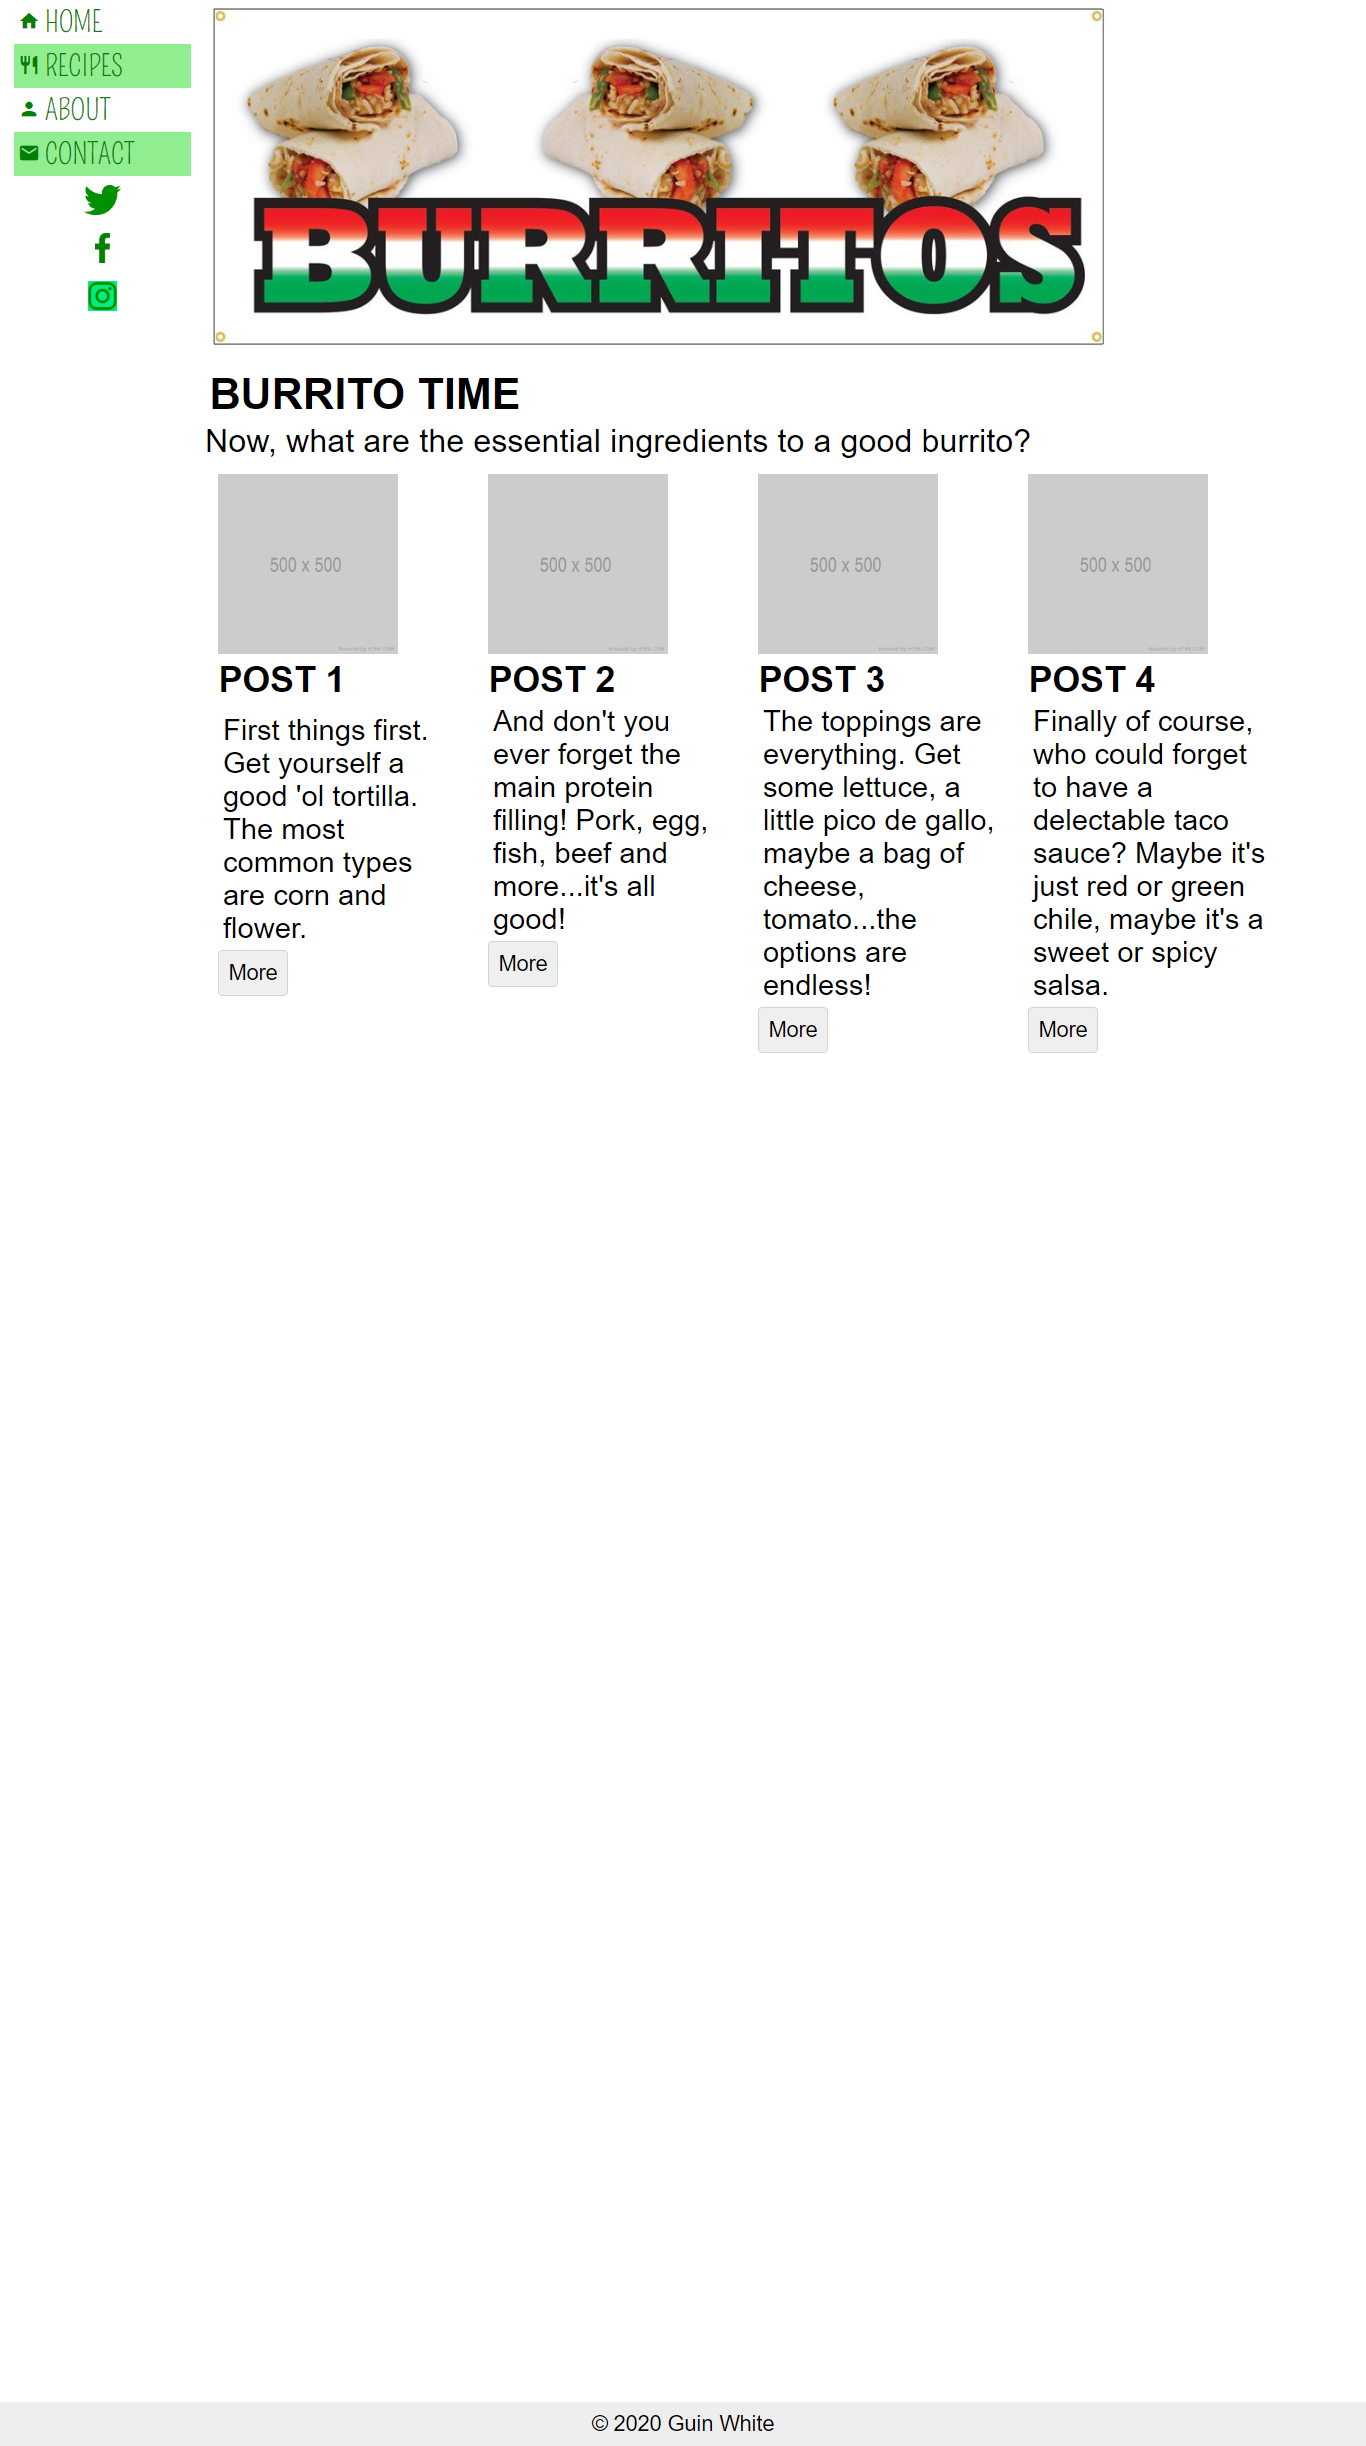 HOME
RECIPES
ABOUT
CONTACT
BURRITOS
BURRITO TIME
Now, what are the essential ingredients to a good burrito?
500 x 500
500 x 500
500 x 500
500 x 500
POST 1
First things first.
Get yourself a
good 'ol tortilla.
The most
common types
are corn and
flower.
More
POST 2
And don't you
ever forget the
main protein
filling! Pork, egg,
fish, beef and
more...it's all
good!
More
POST 3
The toppings are
everything. Get
some lettuce, a
little pico de gallo,
maybe a bag of
cheese,
tomato...the
options are
endless!
More
POST 4
Finally of course,
who could forget
to have a
delectable taco
sauce? Maybe it's
just red or green
chile, maybe it's a
sweet or spicy
salsa.
More
© 2020 Guin White